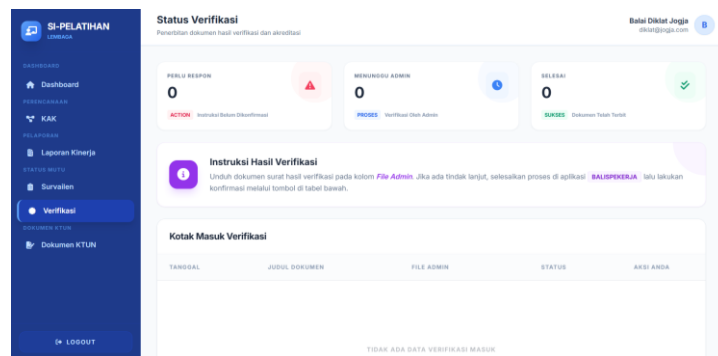 SI-PELATIHAN
LEMBAGA
DASHBOARD
Dashboard
PERENCANAAN
KAK
PELAPORAN
Laporan Kinerja
STATUS MUTU
Survailen
Verifikasi
DOKUMEN KTUN
Dokumen KTUN
LOGOUT
Status Verifikasi
Penerbitan dokumen hasil verifikasi dan akreditasi
Balai Diklat Jogja
diklat@jogja.com
B
PERLU RESPON
0
ACTION Instruksi Belum Dikonfirmasi
MENUNGGU ADMIN
0
PROSES Verifikasi Oleh Admin
SELESAI
0
SUKSES Dokumen Telah Terbit
Instruksi Hasil Verifikasi
Unduh dokumen surat hasil verifikasi pada kolom File Admin. Jika ada tindak lanjut, selesaikan proses di aplikasi BALISPEKERJA lalu lakukan
konfirmasi melalui tombol di tabel bawah.
Kotak Masuk Verifikasi
TANGGAL JUDUL DOKUMEN FILE ADMIN STATUS AKSI ANDA
TIDAK ADA DATA VERIFIKASI MASUK